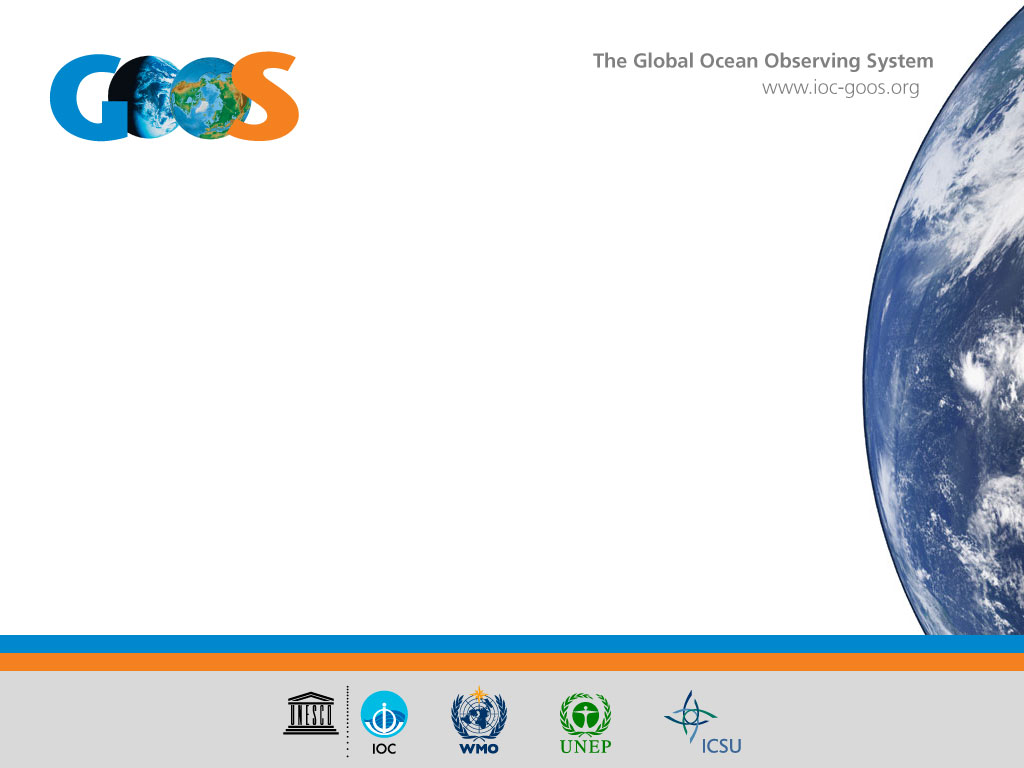 GOOS
The Global Ocean Observing System
www.ioc-goos.org
UNESCO
IOC
WMO
UNEP
ICSU